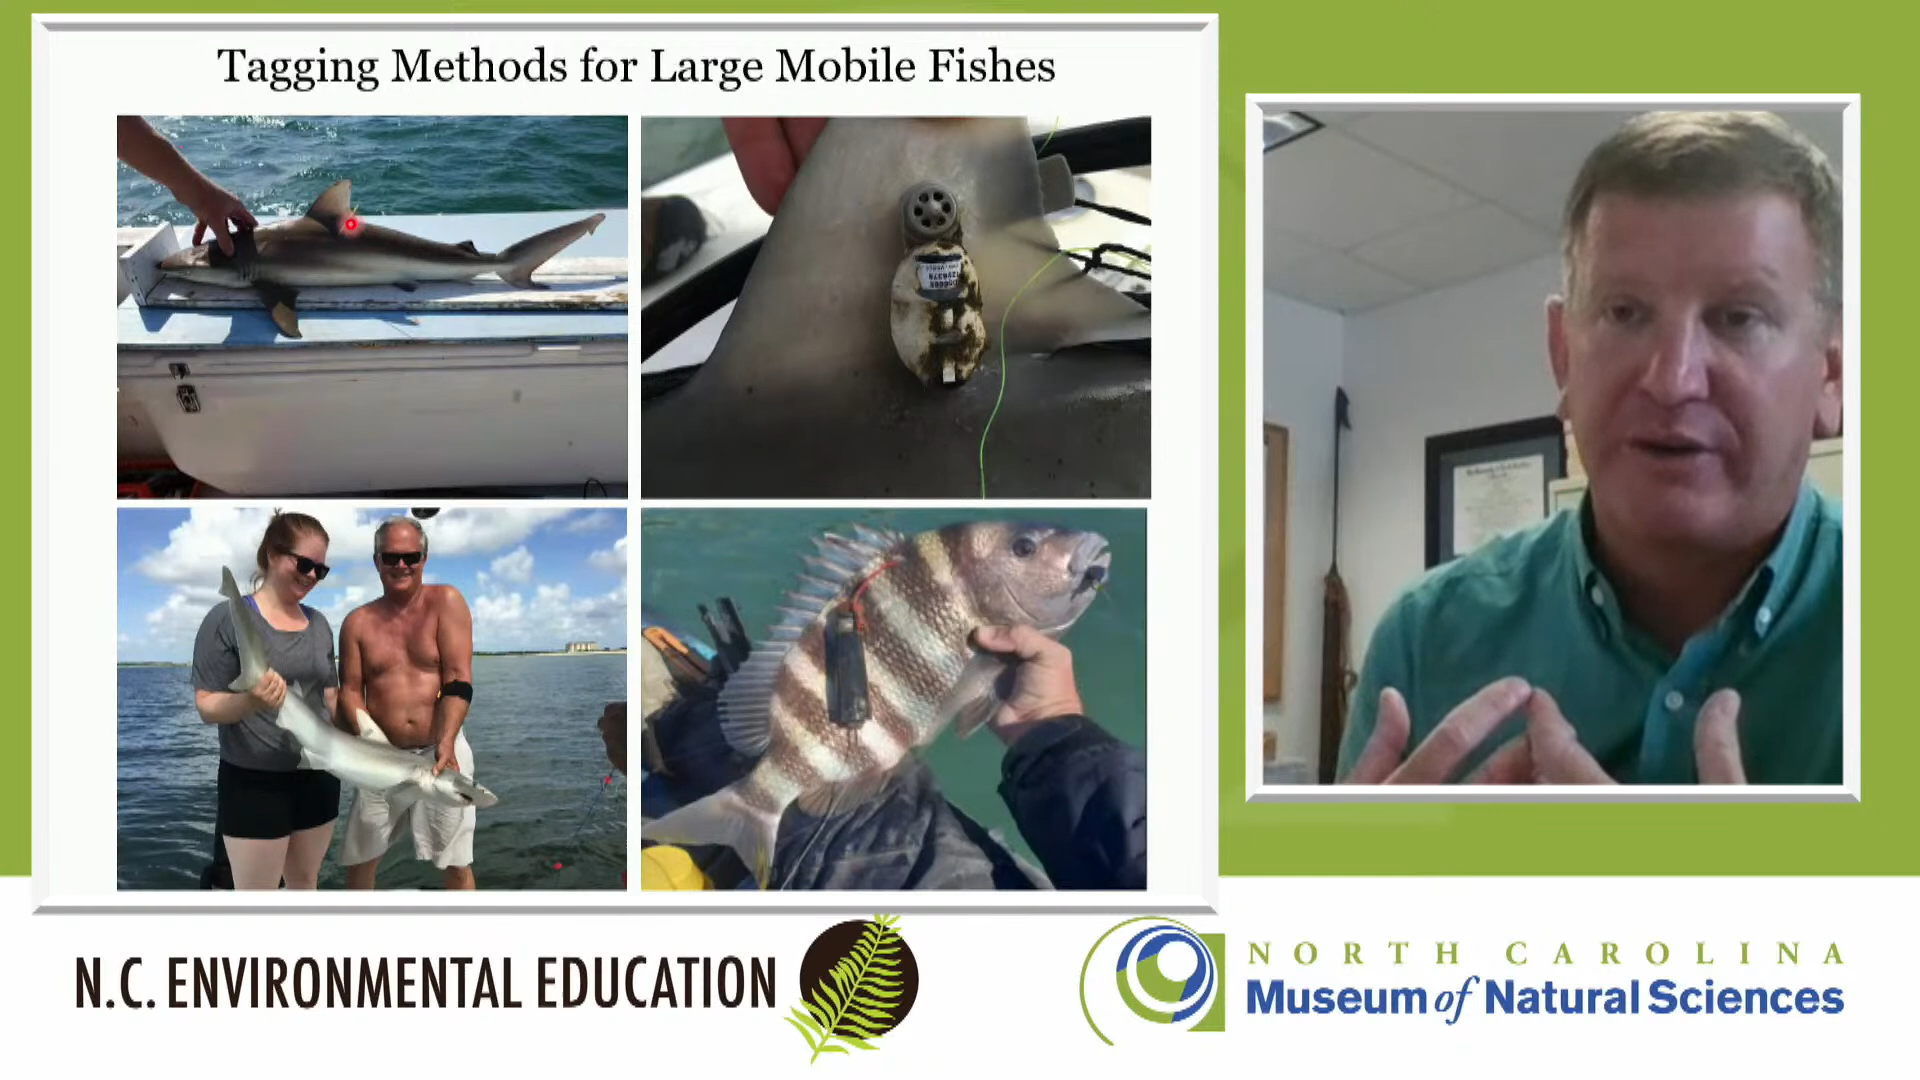 Tagging Methods for Large Mobile Fishes
N.C. ENVIRONMENTAL EDUCATION
NORTH CAROLINA
Museum of Natural Sciences